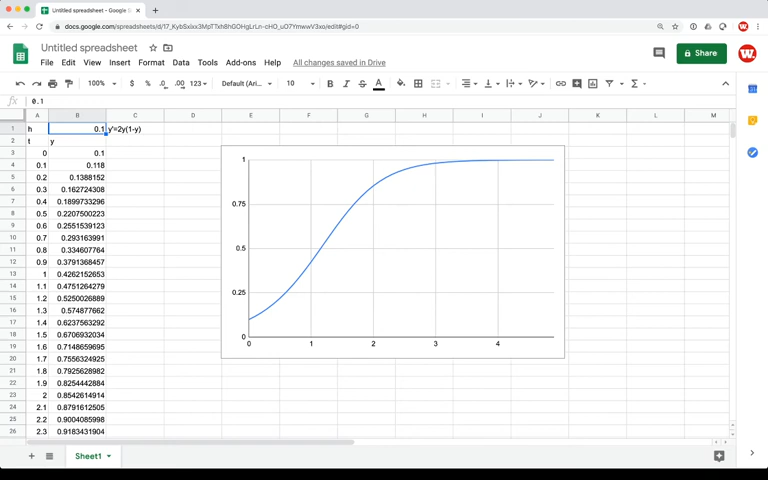 Untitled spreadsheet - Google S
docs.google.com/spreadsheets/d/17_KybSxixx3MpTTxh8hGOHgLrLn-cHO_uO7YmwwV3xo/edit#gid=0
Untitled spreadsheet
File Edit View Insert Format Data Tools Add-ons Help All changes saved in Drive
Share
100% $ % .0 .00 123 Default (Ari... 10 B I S A
fx 0.1
A B C D E F G H I J K L M
1 h 0.1 y'=2y(1-y)
2 t y
3 0 0.1
4 0.1 0.118
5 0.2 0.1388152
6 0.3 0.162724308
7 0.4 0.1899733296
8 0.5 0.2207500223
9 0.6 0.2551539123
10 0.7 0.293163991
11 0.8 0.334607764
12 0.9 0.3791368457
13 1 0.4262152653
14 1.1 0.4751264279
15 1.2 0.5250026889
16 1.3 0.574877662
17 1.4 0.6237563292
18 1.5 0.6706932034
19 1.6 0.7148659695
20 1.7 0.7556324925
21 1.8 0.7925628982
22 1.9 0.8254442884
23 2 0.8542614914
24 2.1 0.8791612505
25 2.2 0.9004085998
26 2.3 0.9183431904
1
0.75
0.5
0.25
0
0 1 2 3 4
Sheet1